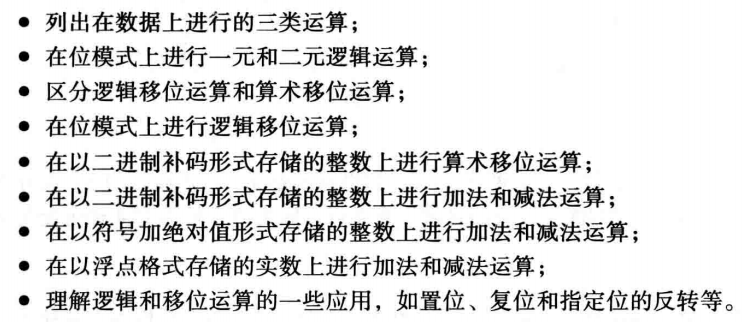 ● 列出在数据上进行的三类运算；
● 在位模式上进行一元和二元逻辑运算；
● 区分逻辑移位运算和算术移位运算；
● 在位模式上进行逻辑移位运算；
● 在以二进制补码形式存储的整数上进行算术移位运算；
● 在以二进制补码形式存储的整数上进行加法和减法运算；
● 在以符号加绝对值形式存储的整数上进行加法和减法运算；
● 在以浮点格式存储的实数上进行加法和减法运算；
● 理解逻辑和移位运算的一些应用，如置位、复位和指定位的反转等。